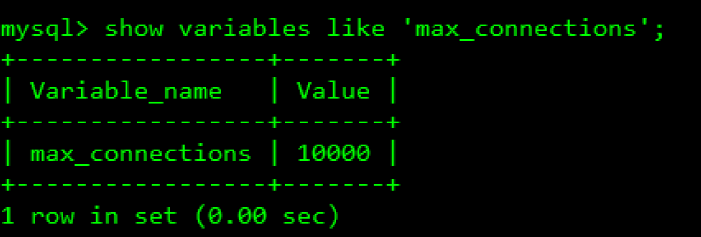 mysql> show variables like 'max_connections';
+-----------------+-------+
| Variable_name   | Value |
+-----------------+-------+
| max_connections | 10000 |
+-----------------+-------+
1 row in set (0.00 sec)